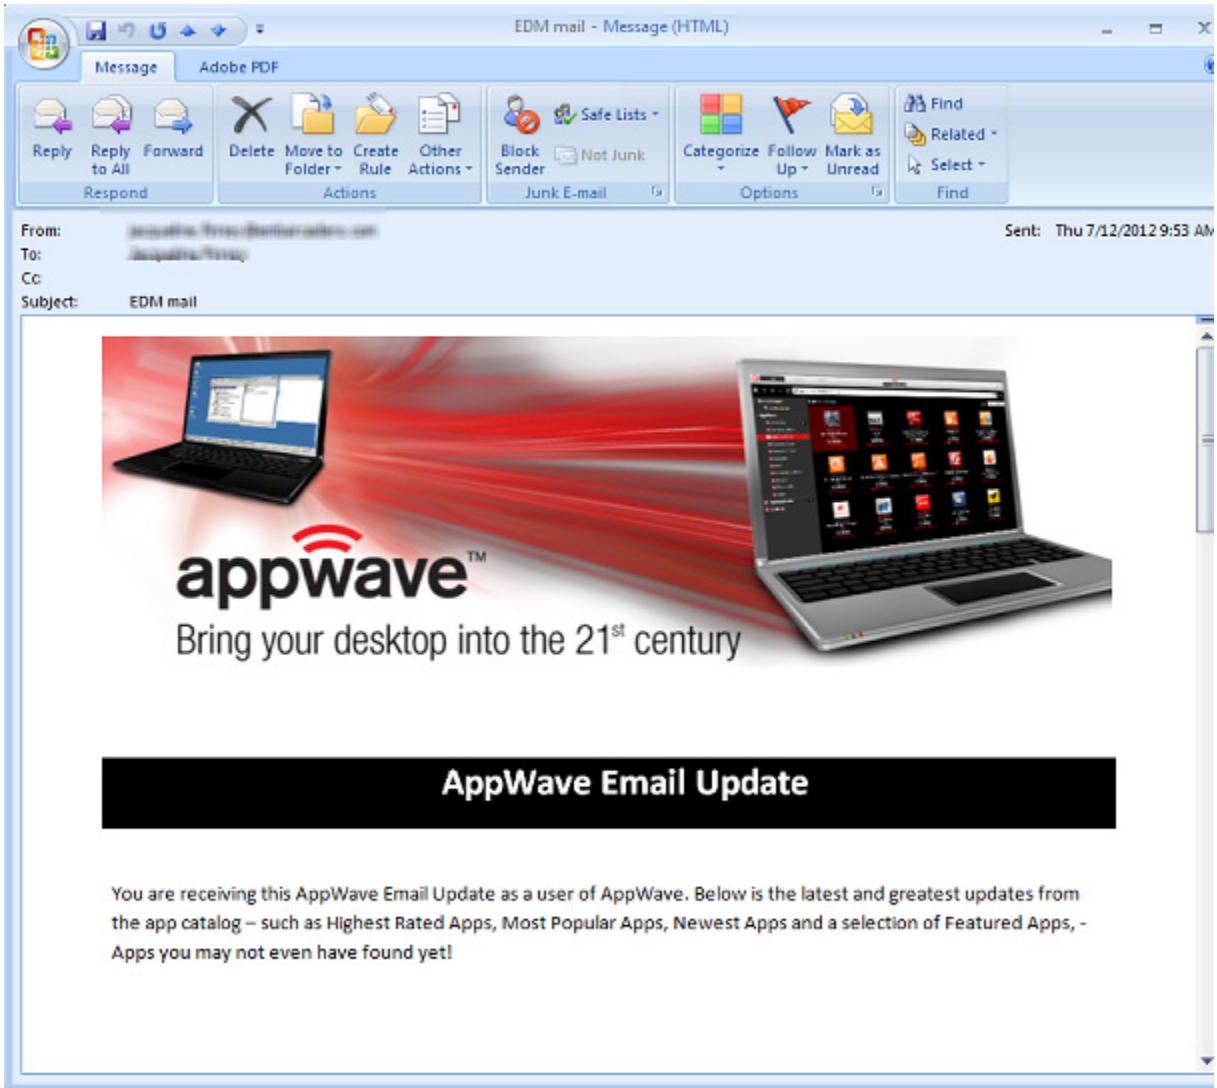 EDM mail - Message (HTML)
Message Adobe PDF
Reply
Reply to All
Forward
Delete
Move to Folder
Create Rule
Other Actions
Block Sender
Safe Lists
Not Junk
Categorize
Follow Up
Mark as Unread
Find
Related
Select
Respond Actions Junk E-mail Options Find
From:
Sent: Thu 7/12/2012 9:53 AM
To:
Cc:
Subject: EDM mail
appwave
appwave™
Bring your desktop into the 21st century
AppWave Email Update
You are receiving this AppWave Email Update as a user of AppWave. Below is the latest and greatest updates from
the app catalog – such as Highest Rated Apps, Most Popular Apps, Newest Apps and a selection of Featured Apps, -
Apps you may not even have found yet!